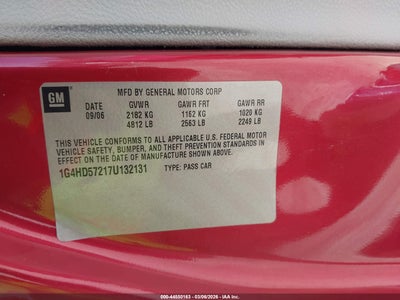 GM
MFD BY GENERAL MOTORS CORP
DATE GVWR GAWR FRT GAWR RR
09/06 2182 KG 1162 KG 1020 KG
4812 LB 2563 LB 2249 LB
THIS VEHICLE CONFORMS TO ALL APPLICABLE U.S. FEDERAL MOTOR
VEHICLE SAFETY, BUMPER, AND THEFT PREVENTION STANDARDS IN
EFFECT ON THE DATE OF MANUFACTURE SHOWN ABOVE.
1G4HD57217U132131 TYPE: PASS CAR
000-44550163 - 03/06/2026 - IAA Inc.